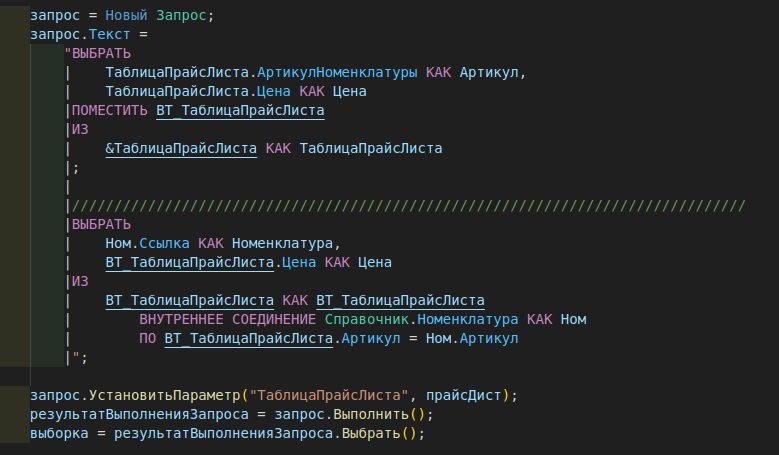 запрос = Новый Запрос;
запрос.Текст =
"ВЫБРАТЬ
|    ТаблицаПрайсЛиста.АртикулНоменклатуры КАК Артикул,
|    ТаблицаПрайсЛиста.Цена КАК Цена
|ПОМЕСТИТЬ ВТ_ТаблицаПрайсЛиста
|ИЗ
|    &ТаблицаПрайсЛиста КАК ТаблицаПрайсЛиста
|;
|
|////////////////////////////////////////////////////////////////////////////////
|ВЫБРАТЬ
|    Ном.Ссылка КАК Номенклатура,
|    ВТ_ТаблицаПрайсЛиста.Цена КАК Цена
|ИЗ
|    ВТ_ТаблицаПрайсЛиста КАК ВТ_ТаблицаПрайсЛиста
|        ВНУТРЕННЕЕ СОЕДИНЕНИЕ Справочник.Номенклатура КАК Ном
|        ПО ВТ_ТаблицаПрайсЛиста.Артикул = Ном.Артикул
|";
запрос.УстановитьПараметр("ТаблицаПрайсЛиста", прайсДист);
результатВыполненияЗапроса = запрос.Выполнить();
выборка = результатВыполненияЗапроса.Выбрать();